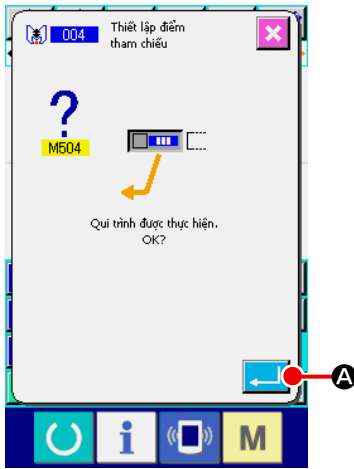 004
Thiết lập điểm
tham chiếu
?
M504
Qui trình được thực hiện.
OK?
A
i
M